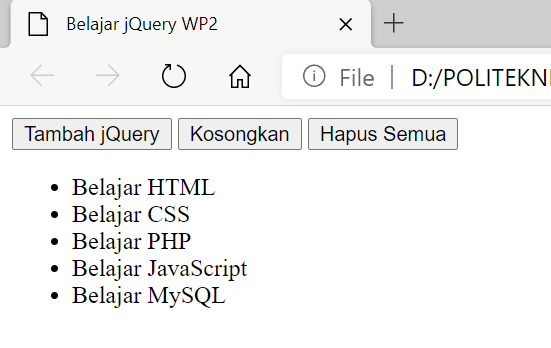 Belajar jQuery WP2
File | D:/POLITEKN
Tambah jQuery Kosongkan Hapus Semua
• Belajar HTML
• Belajar CSS
• Belajar PHP
• Belajar JavaScript
• Belajar MySQL